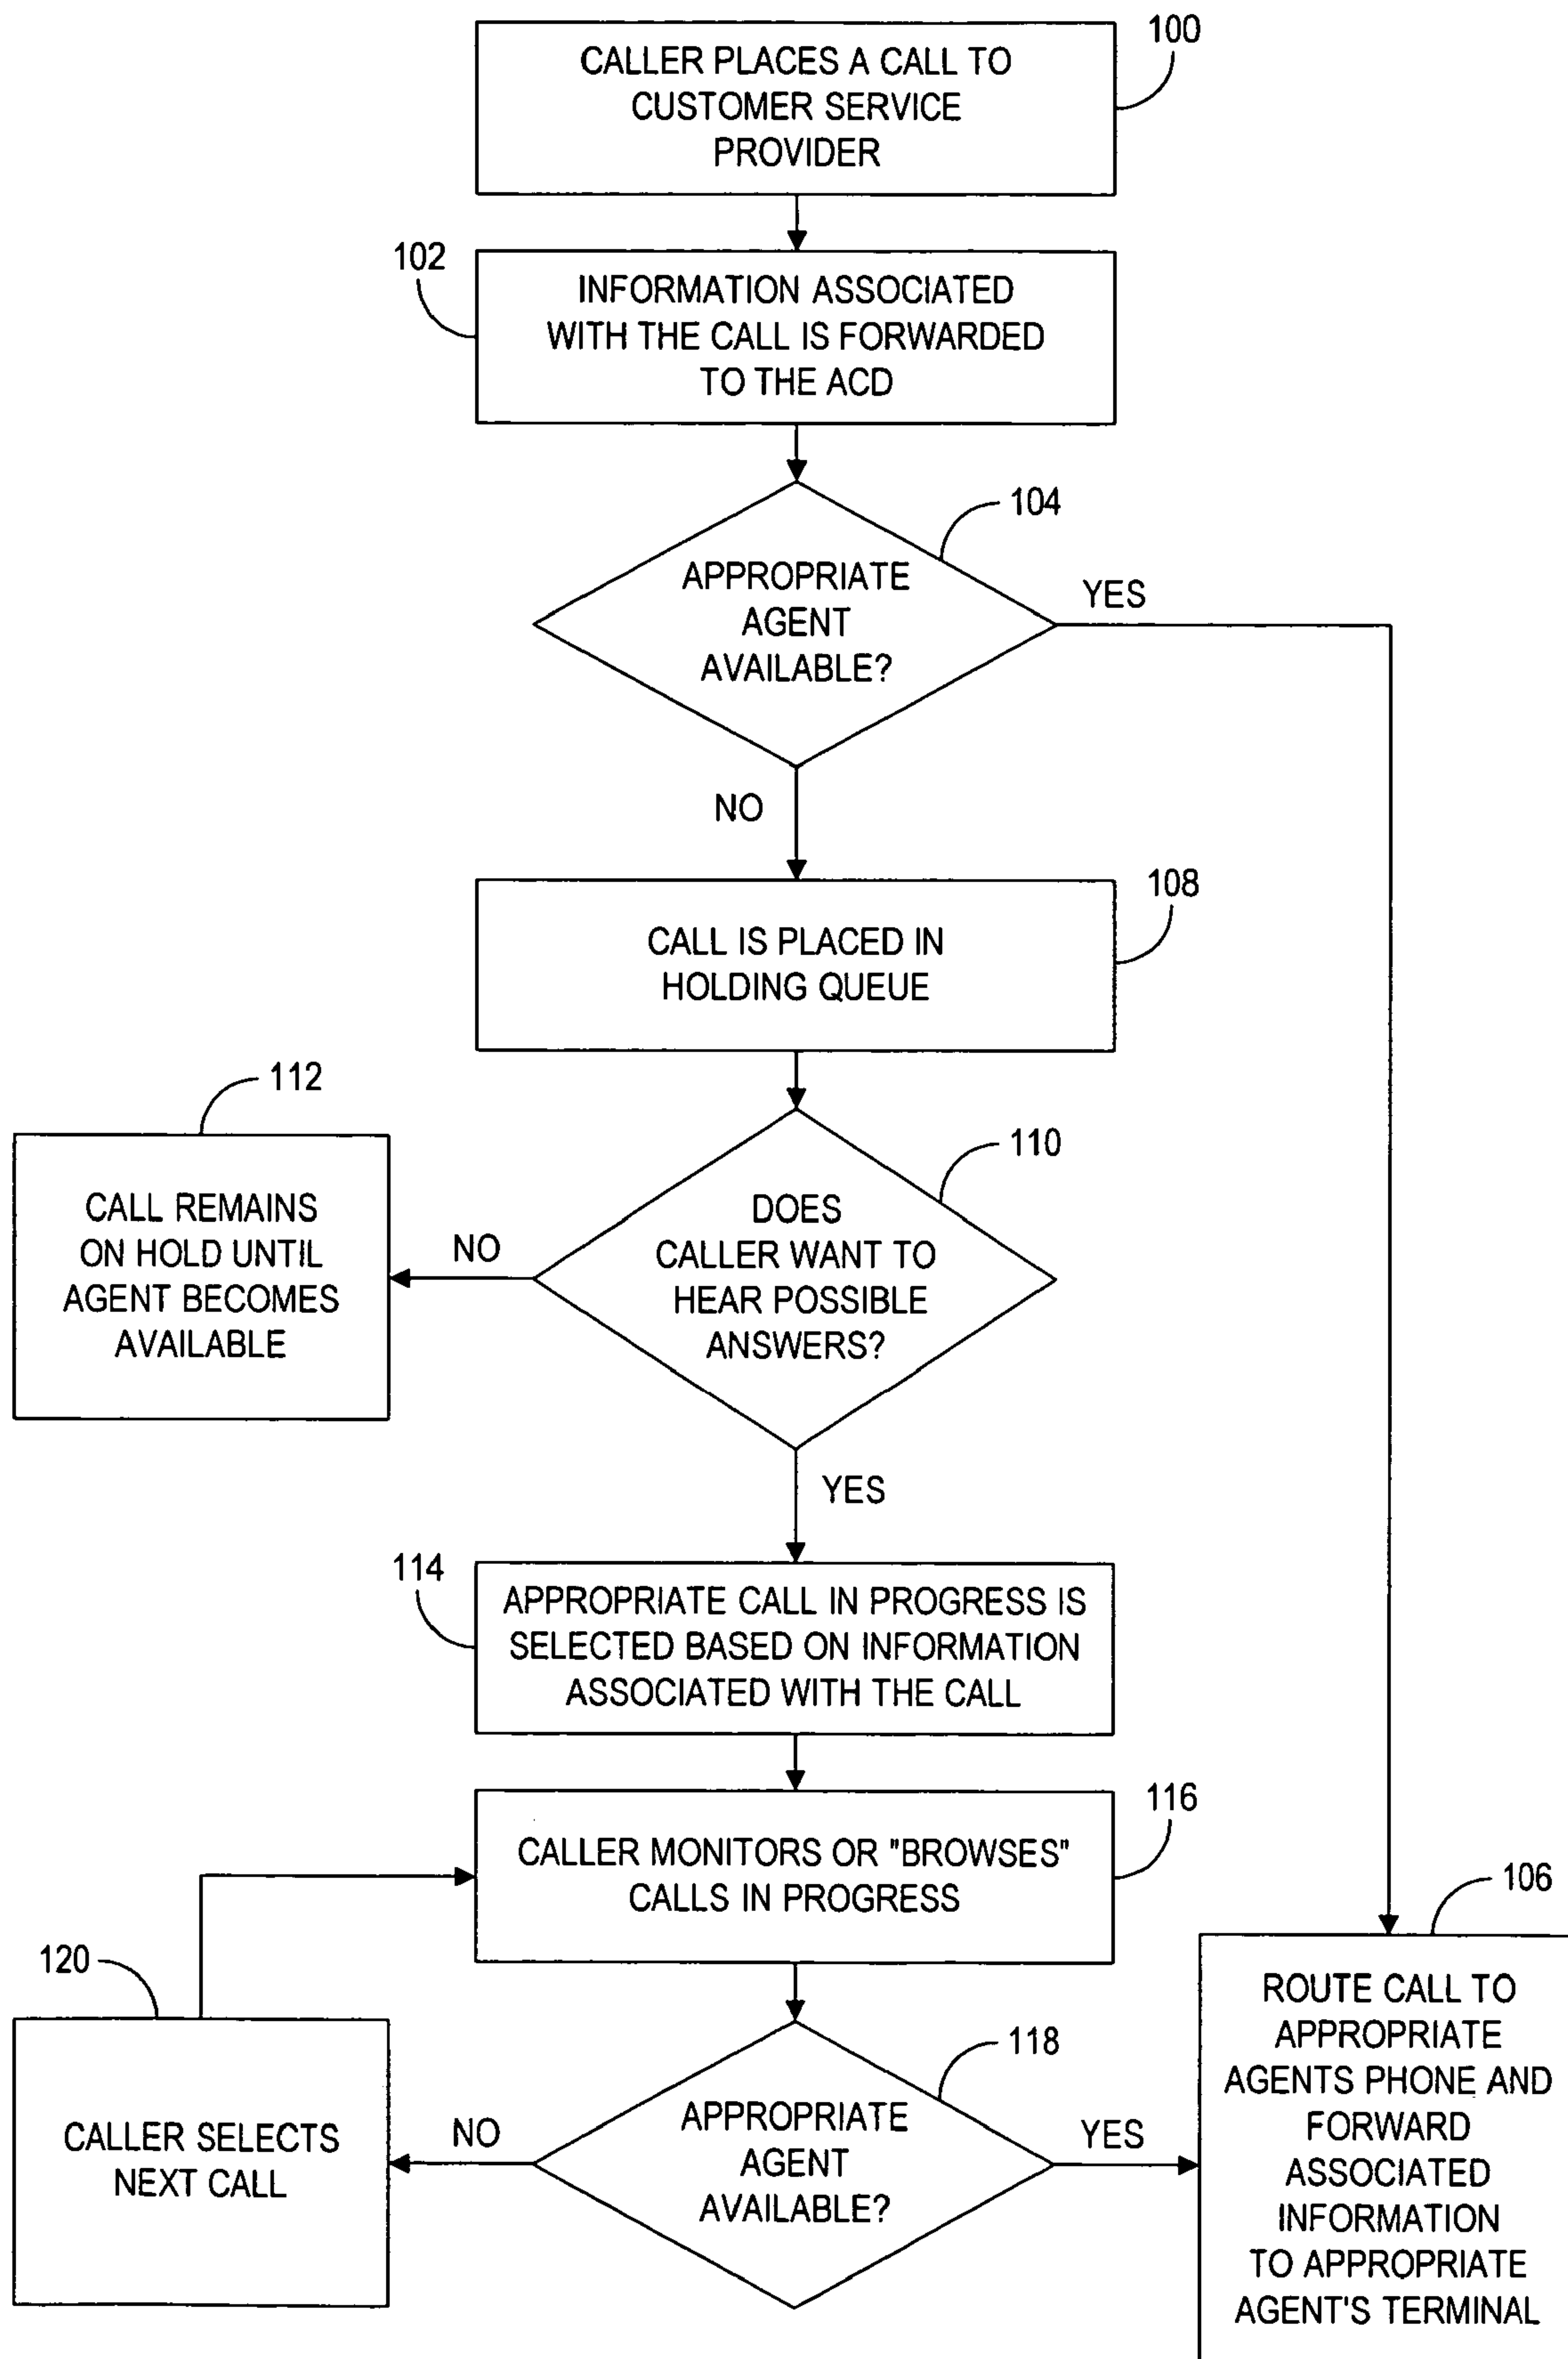 100
CALLER PLACES A CALL TO
CUSTOMER SERVICE
PROVIDER
102
INFORMATION ASSOCIATED
WITH THE CALL IS FORWARDED
TO THE ACD
104
APPROPRIATE
AGENT
AVAILABLE?
YES
NO
108
CALL IS PLACED IN
HOLDING QUEUE
112
CALL REMAINS
ON HOLD UNTIL
AGENT BECOMES
AVAILABLE
NO
110
DOES
CALLER WANT TO
HEAR POSSIBLE
ANSWERS?
YES
114
APPROPRIATE CALL IN PROGRESS IS
SELECTED BASED ON INFORMATION
ASSOCIATED WITH THE CALL
116
CALLER MONITORS OR "BROWSES"
CALLS IN PROGRESS
120
CALLER SELECTS
NEXT CALL
NO
118
APPROPRIATE
AGENT
AVAILABLE?
YES
106
ROUTE CALL TO
APPROPRIATE
AGENTS PHONE AND
FORWARD
ASSOCIATED
INFORMATION
TO APPROPRIATE
AGENT'S TERMINAL